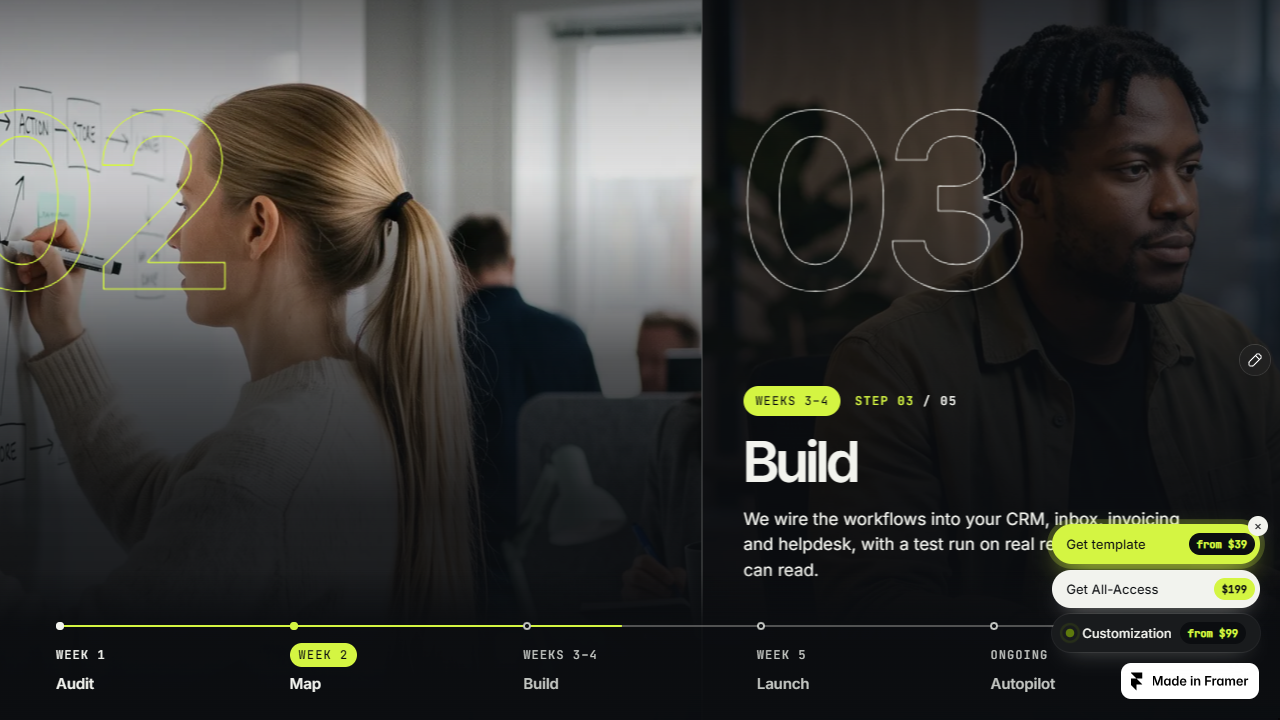 ACTION
02
03
WEEKS 3–4
STEP 03 / 05
Build
We wire the workflows into your CRM, inbox, invoicing
and helpdesk, with a test run on real
can read.
Get template
from $39
Get All-Access
$199
Customization
from $99
WEEK 1
WEEK 2
WEEKS 3–4
WEEK 5
ONGOING
Audit
Map
Build
Launch
Autopilot
Made in Framer